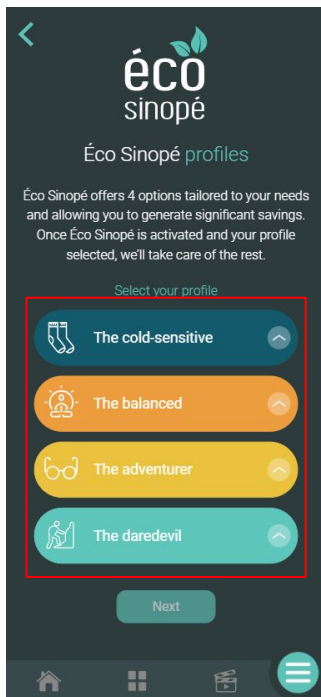 éco
sinopé
Éco Sinopé profiles
Éco Sinopé offers 4 options tailored to your needs
and allowing you to generate significant savings.
Once Éco Sinopé is activated and your profile
selected, we'll take care of the rest.
Select your profile
The cold-sensitive
The balanced
The adventurer
The daredevil
Next